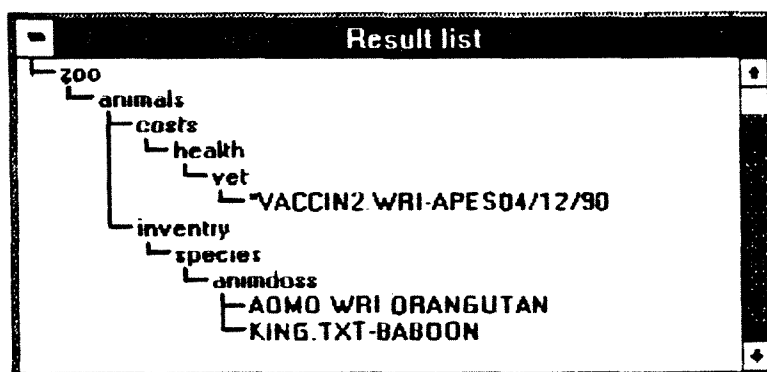 Result list
zoo
animals
costs
health
vet
"VACCIN2.WRI-APES04/12/90
inventry
species
animdoss
AOMO WRI ORANGUTAN
KING.TXT-BABOON